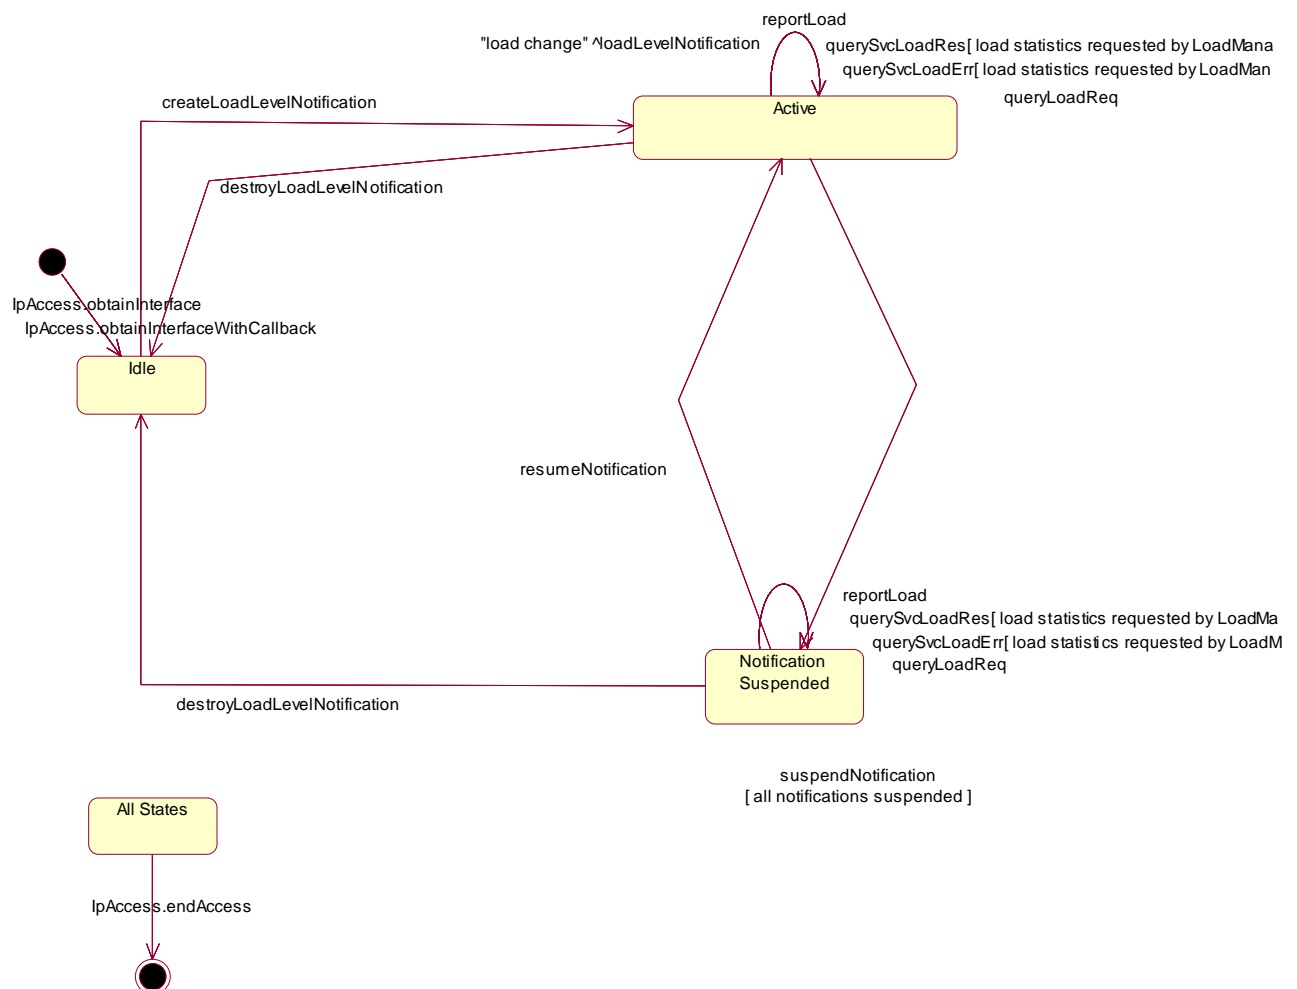 reportLoad
"load change" ^loadLevelNotification
querySvcLoadRes[ load statistics requested by LoadMana
querySvcLoadErr[ load statistics requested by LoadMan
queryLoadReq
createLoadLevelNotification
Active
destroyLoadLevelNotification
IpAccess.obtainInterface
IpAccess.obtainInterfaceWithCallback
Idle
resumeNotification
reportLoad
querySvcLoadRes[ load statistics requested by LoadMa
querySvcLoadErr[ load statistics requested by LoadM
queryLoadReq
Notification
Suspended
destroyLoadLevelNotification
suspendNotification
[ all notifications suspended ]
All States
IpAccess.endAccess